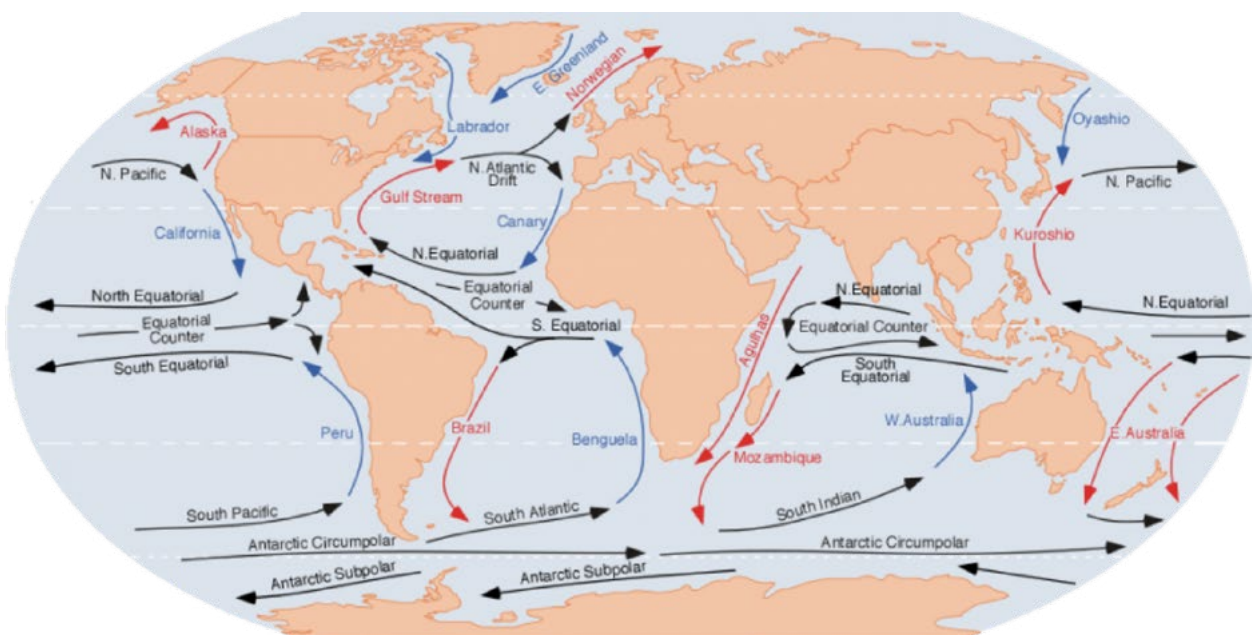 E. Greenland
Norwegian
Alaska
Labrador
Oyashio
N. Pacific
N. Atlantic
Drift
N. Pacific
Gulf Stream
Canary
California
Kuroshio
N.Equatorial
North Equatorial
Equatorial
Counter
N.Equatorial
N.Equatorial
Equatorial
Counter
S. Equatorial
Equatorial Counter
South Equatorial
Agulhas
South
Equatorial
Peru
Brazil
Benguela
W.Australia
E.Australia
Mozambique
South Pacific
South Atlantic
South Indian
Antarctic Circumpolar
Antarctic Circumpolar
Antarctic Subpolar
Antarctic Subpolar